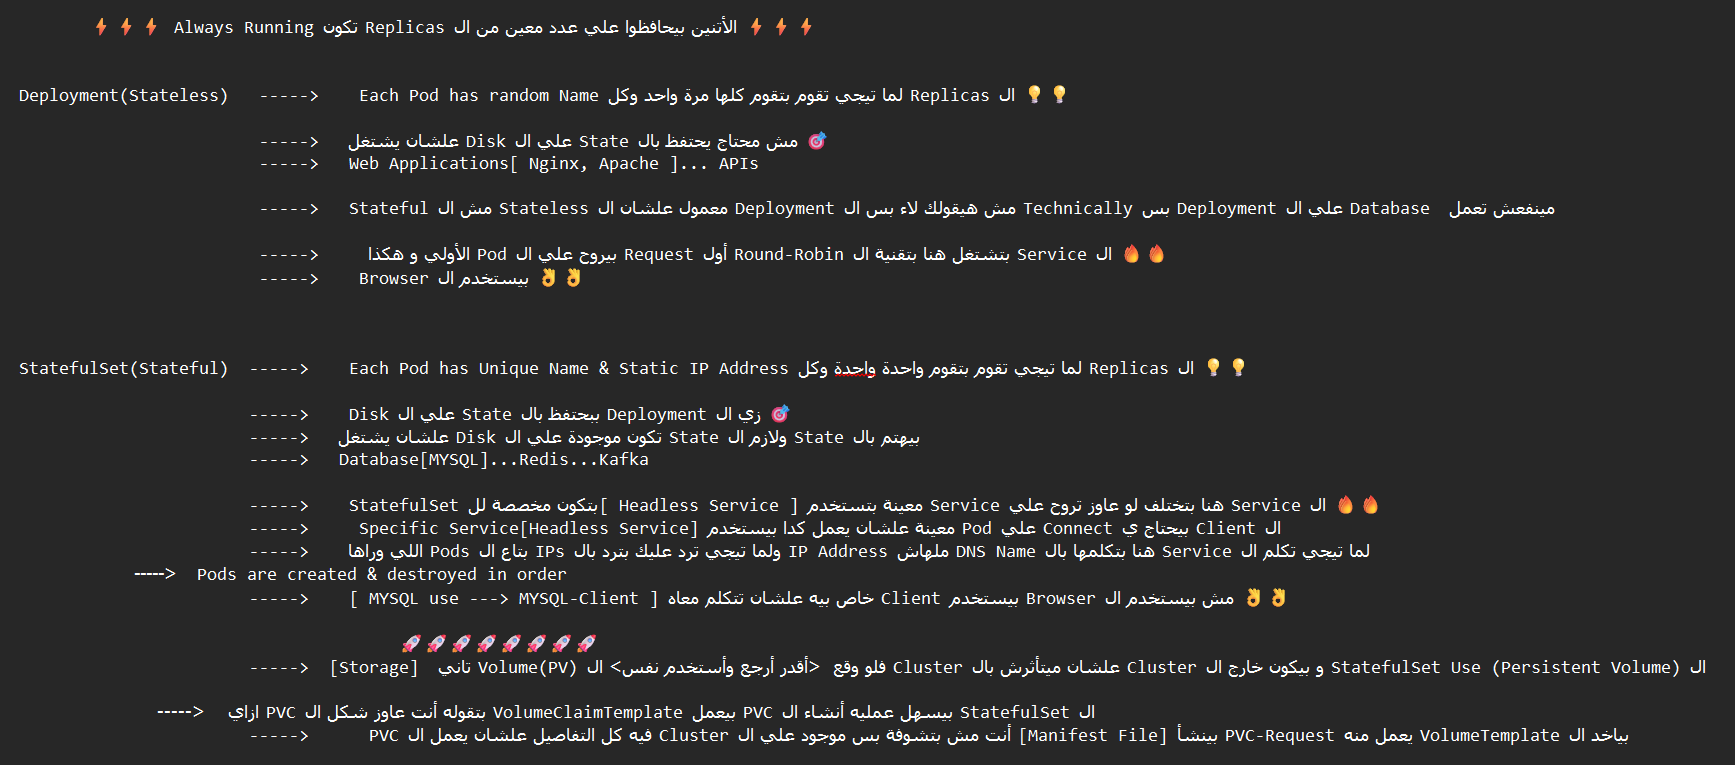 ⚡ ⚡ ⚡ الأتنين بيحافظوا علي عدد معين من ال Replicas تكون Always Running ⚡ ⚡ ⚡
Deployment(Stateless) -----> Each Pod has random Name وكل ال Replicas لما تيجي تقوم بتقوم كلها مرة واحد 💡 💡
-----> مش محتاج يحتفظ بال State علي ال Disk علشان يشتغل 🎯
-----> Web Applications[ Nginx, Apache ]... APIs
-----> مينفعش تعمل Database علي ال Deployment بس Technically مش هيقولك لاء بس ال Deployment معمول علشان ال Stateless مش ال Stateful
-----> ال Service بتشتغل هنا بتقنية ال Round-Robin أول Request بيروح علي ال Pod الأولي و هكذا 🔥 🔥
-----> بيستخدم ال Browser 👌 👌
StatefulSet(Stateful) -----> Each Pod has Unique Name & Static IP Address وكل ال Replicas لما تيجي تقوم بتقوم واحدة واحدة 💡 💡
-----> زي ال Deployment ببحتفظ بال State علي ال Disk 🎯
-----> بيهتم بال State ولازم ال State تكون موجودة علي ال Disk علشان يشتغل
-----> Database[MYSQL]...Redis...Kafka
-----> ال Service هنا بتختلف لو عاوز تروح علي Service معينة بتستخدم [ Headless Service ]بتكون مخصصة لل StatefulSet 🔥 🔥
-----> ال Client بيحتاج ي Connect علي Pod معينة علشان يعمل كدا بيستخدم Specific Service[Headless Service]
-----> لما تيجي تكلم ال Service هنا بتكلمها بال DNS Name ملهاش IP Address ولما تيجي ترد عليك بترد بال IPs بتاع ال Pods اللي وراها
-----> Pods are created & destroyed in order
-----> مش بيستخدم ال Browser بيستخدم Client خاص بيه علشان تتكلم معاه [ MYSQL use ---> MYSQL-Client ] 👌 👌
🚀 🚀 🚀 🚀 🚀 🚀 🚀 🚀
-----> ال StatefulSet Use (Persistent Volume) و بيكون خارج ال Cluster علشان ميتأثرش بال Cluster فلو وقع <أقدر أرجع وأستخدم نفس> ال Volume(PV) تاني [Storage]
-----> ال StatefulSet بيسهل عمليه أنشاء ال PVC بيعمل VolumeClaimTemplate بتقوله أنت عاوز شكل ال PVC ازاي
-----> بياخد ال VolumeTemplate يعمل منه PVC-Request بينشأ [Manifest File] أنت مش بتشوفة بس موجود علي ال Cluster فيه كل التفاصيل علشان يعمل ال PVC